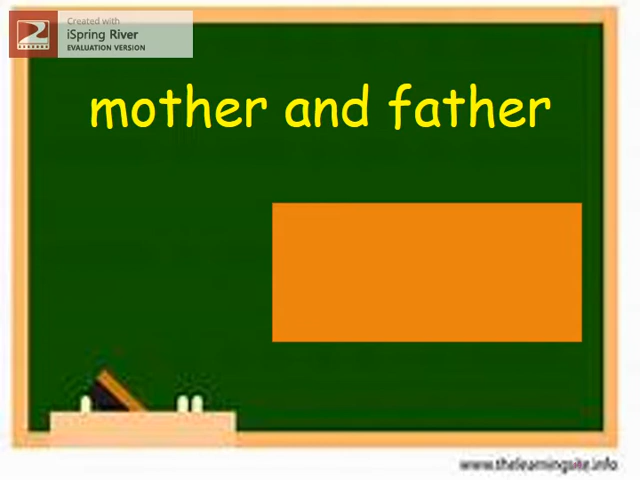 Created with
iSpring River
EVALUATION VERSION
mother and father
www.thelearningsite.info